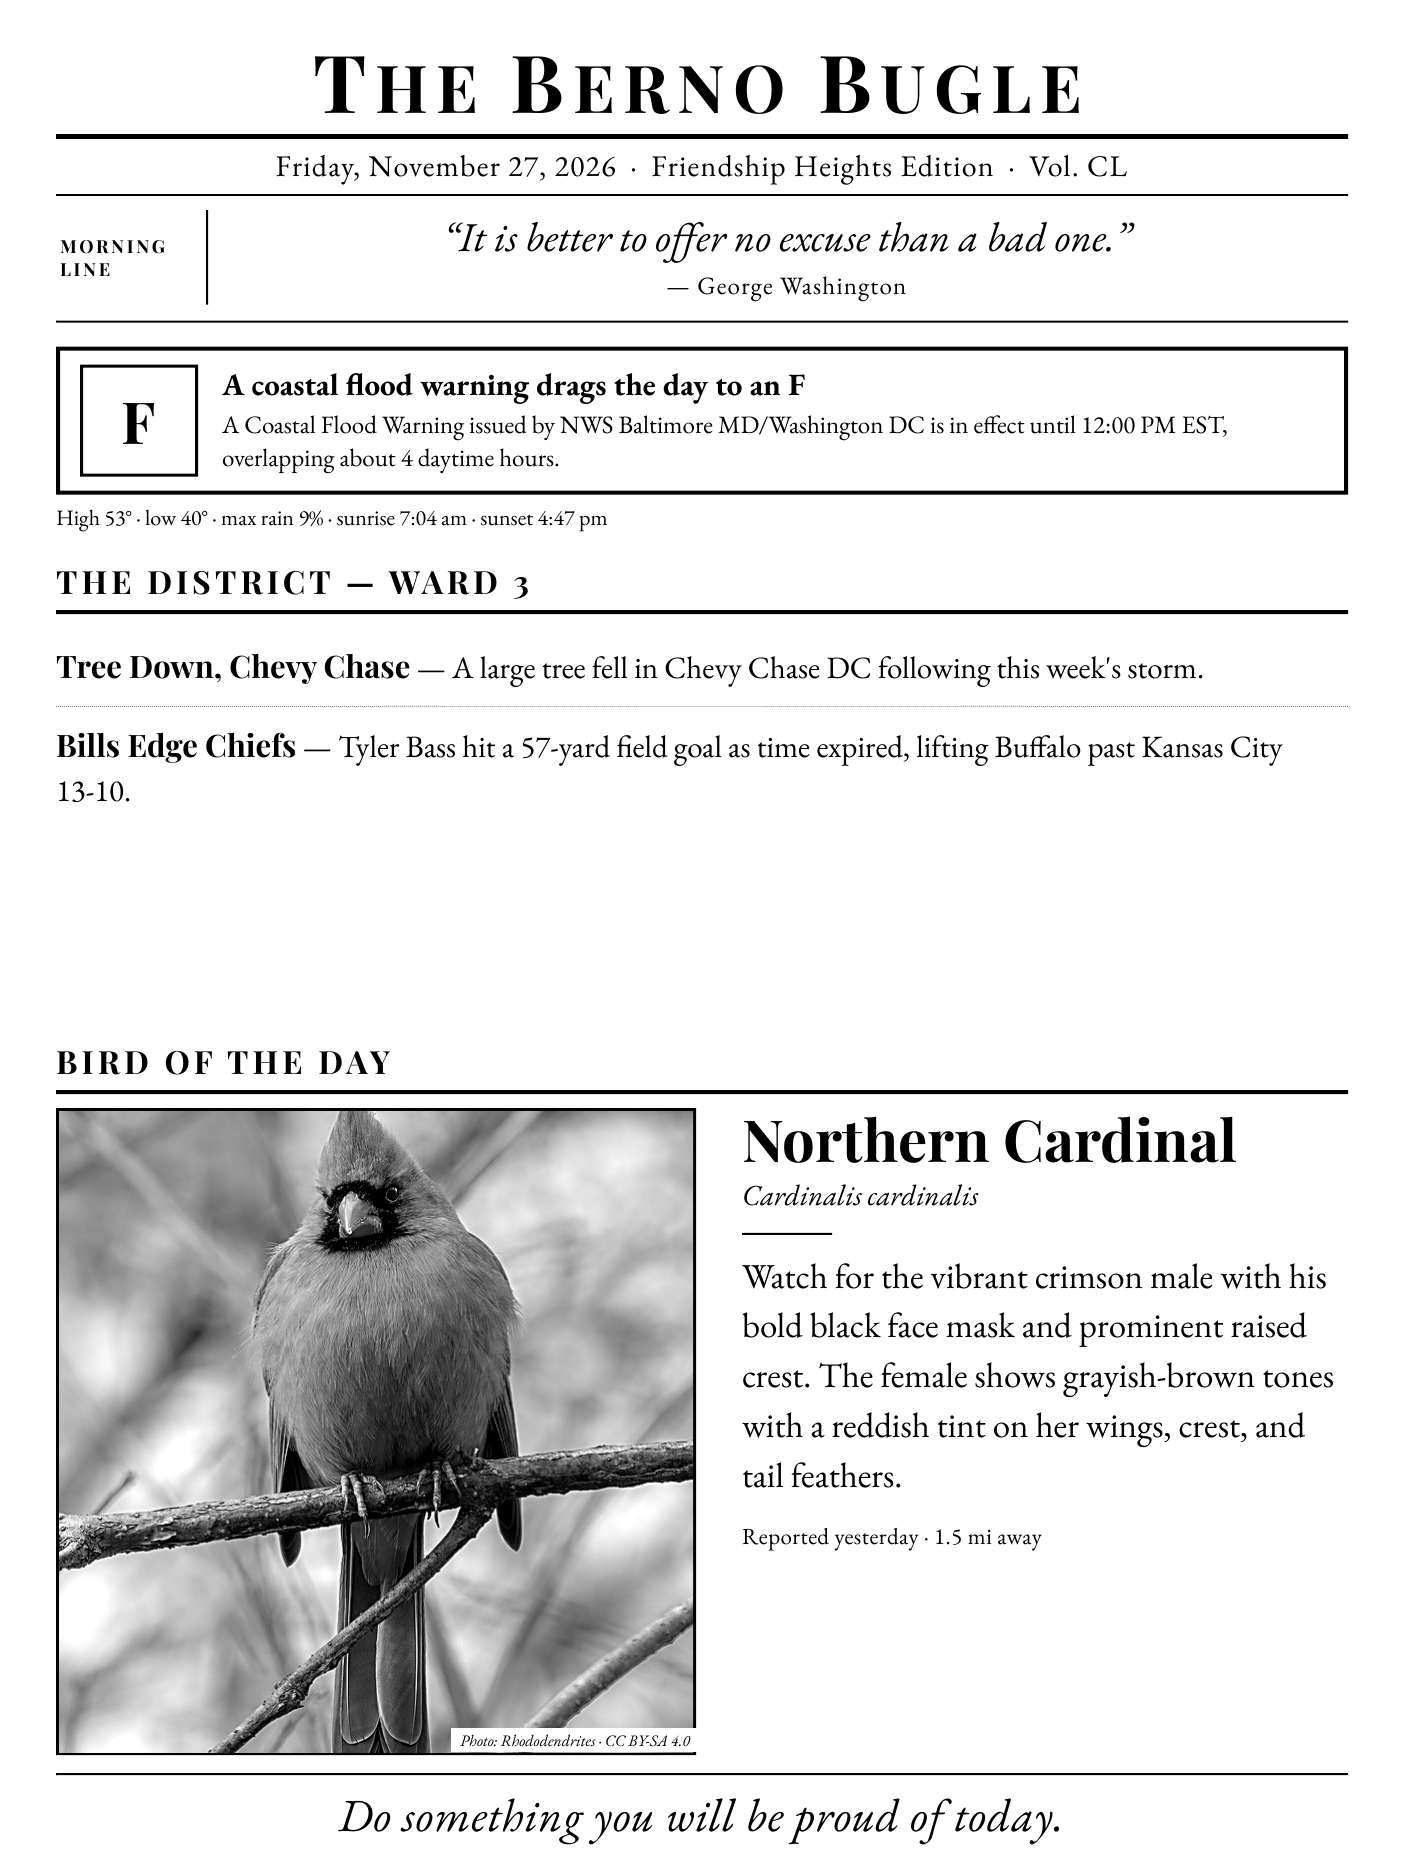 THE BERNO BUGLE
Friday, November 27, 2026 · Friendship Heights Edition · Vol. CL
MORNING
LINE
“It is better to offer no excuse than a bad one.”
— George Washington
F
A coastal flood warning drags the day to an F
A Coastal Flood Warning issued by NWS Baltimore MD/Washington DC is in effect until 12:00 PM EST,
overlapping about 4 daytime hours.
High 53° · low 40° · max rain 9% · sunrise 7:04 am · sunset 4:47 pm
THE DISTRICT — WARD 3
Tree Down, Chevy Chase — A large tree fell in Chevy Chase DC following this week's storm.
Bills Edge Chiefs — Tyler Bass hit a 57-yard field goal as time expired, lifting Buffalo past Kansas City
13-10.
BIRD OF THE DAY
Northern Cardinal
Cardinalis cardinalis
Watch for the vibrant crimson male with his
bold black face mask and prominent raised
crest. The female shows grayish-brown tones
with a reddish tint on her wings, crest, and
tail feathers.
Reported yesterday · 1.5 mi away
Photo: Rhododendrites · CC BY-SA 4.0
Do something you will be proud of today.